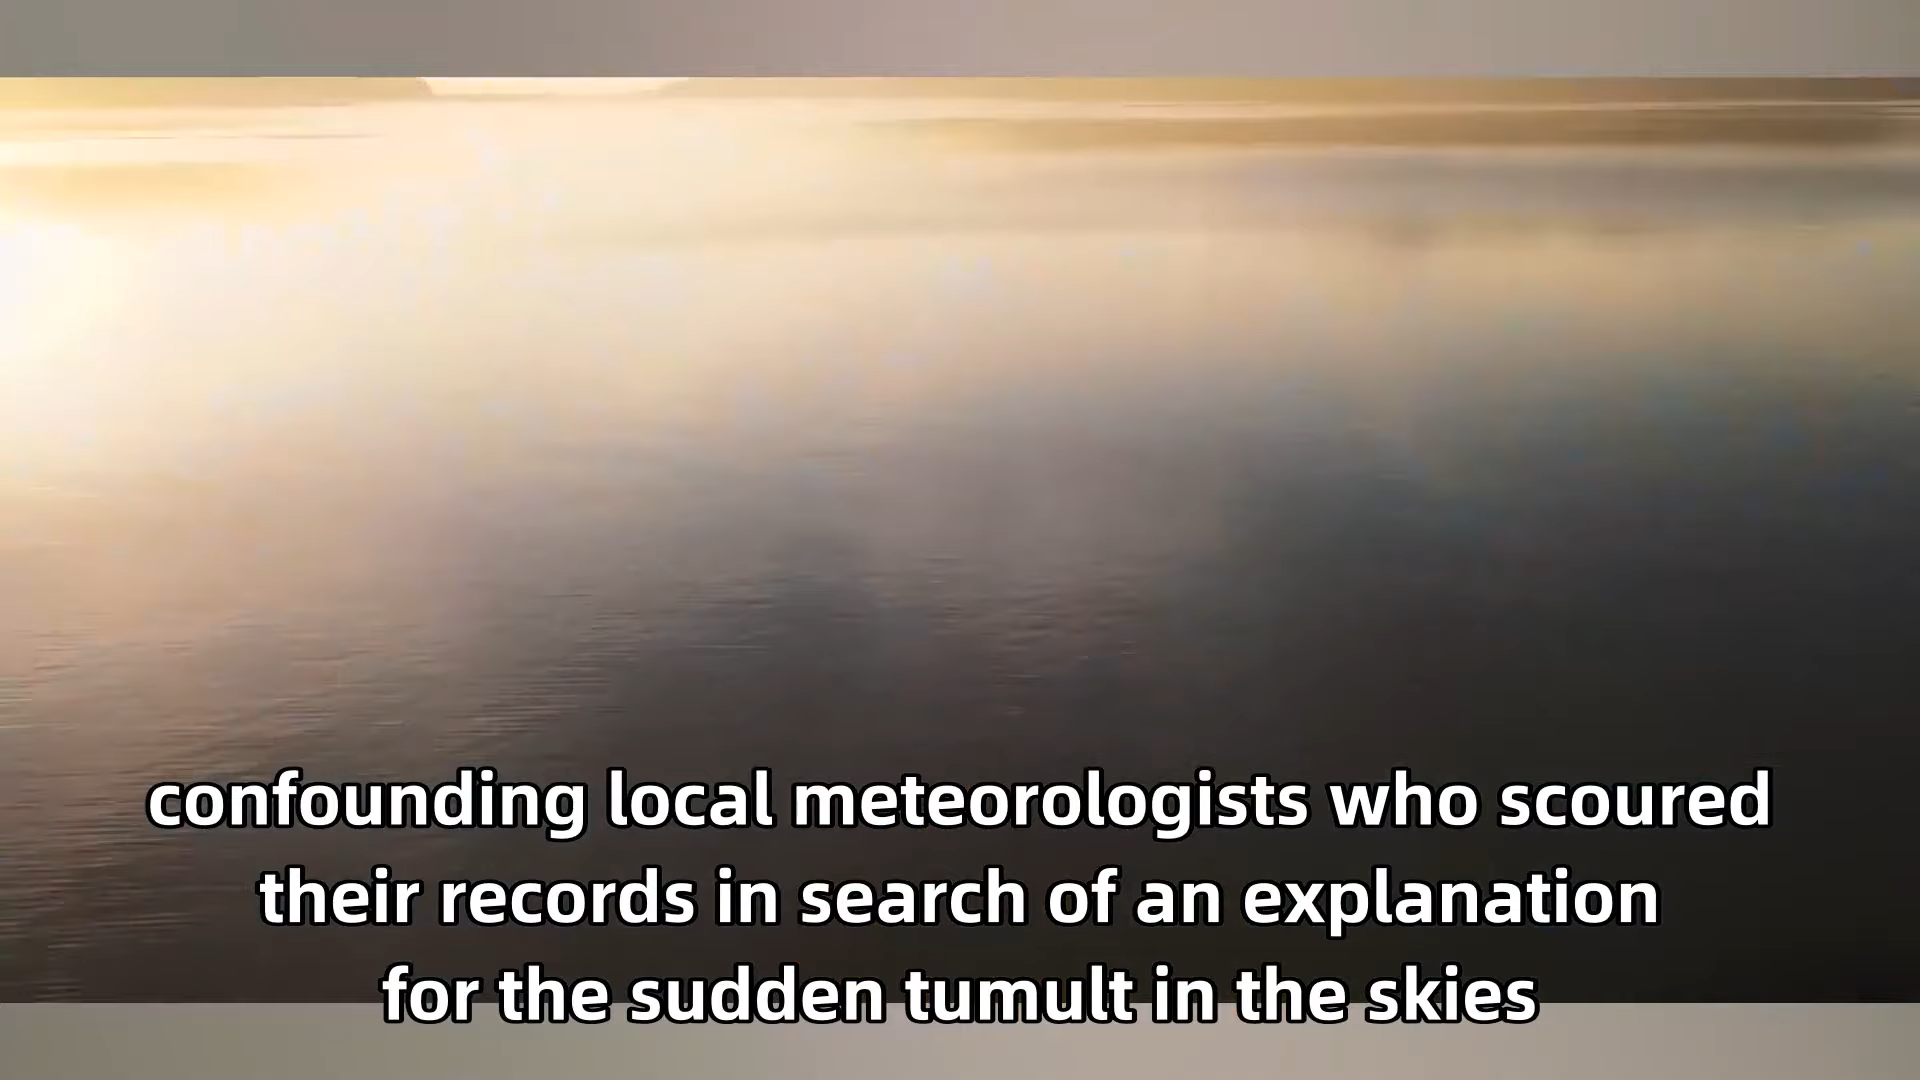 confounding local meteorologists who scoured
their records in search of an explanation
for the sudden tumult in the skies